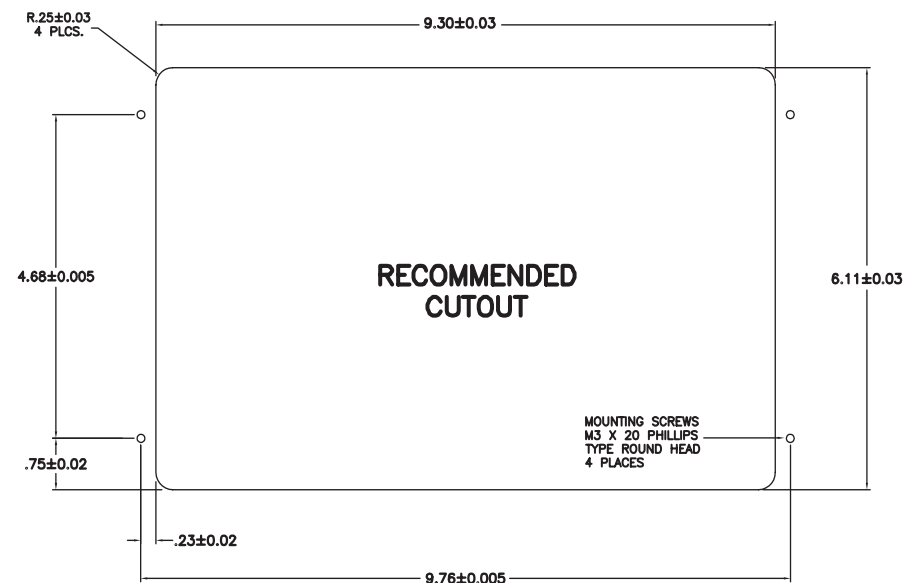 R.25±0.03
4 PLCS.
9.30±0.03
4.68±0.005
RECOMMENDED
CUTOUT
6.11±0.03
MOUNTING SCREWS
M3 X 20 PHILLIPS
TYPE ROUND HEAD
4 PLACES
.75±0.02
.23±0.02
9.76±0.005